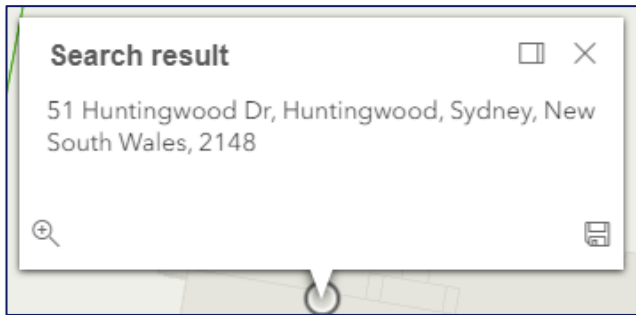 Search result
51 Huntingwood Dr, Huntingwood, Sydney, New
South Wales, 2148